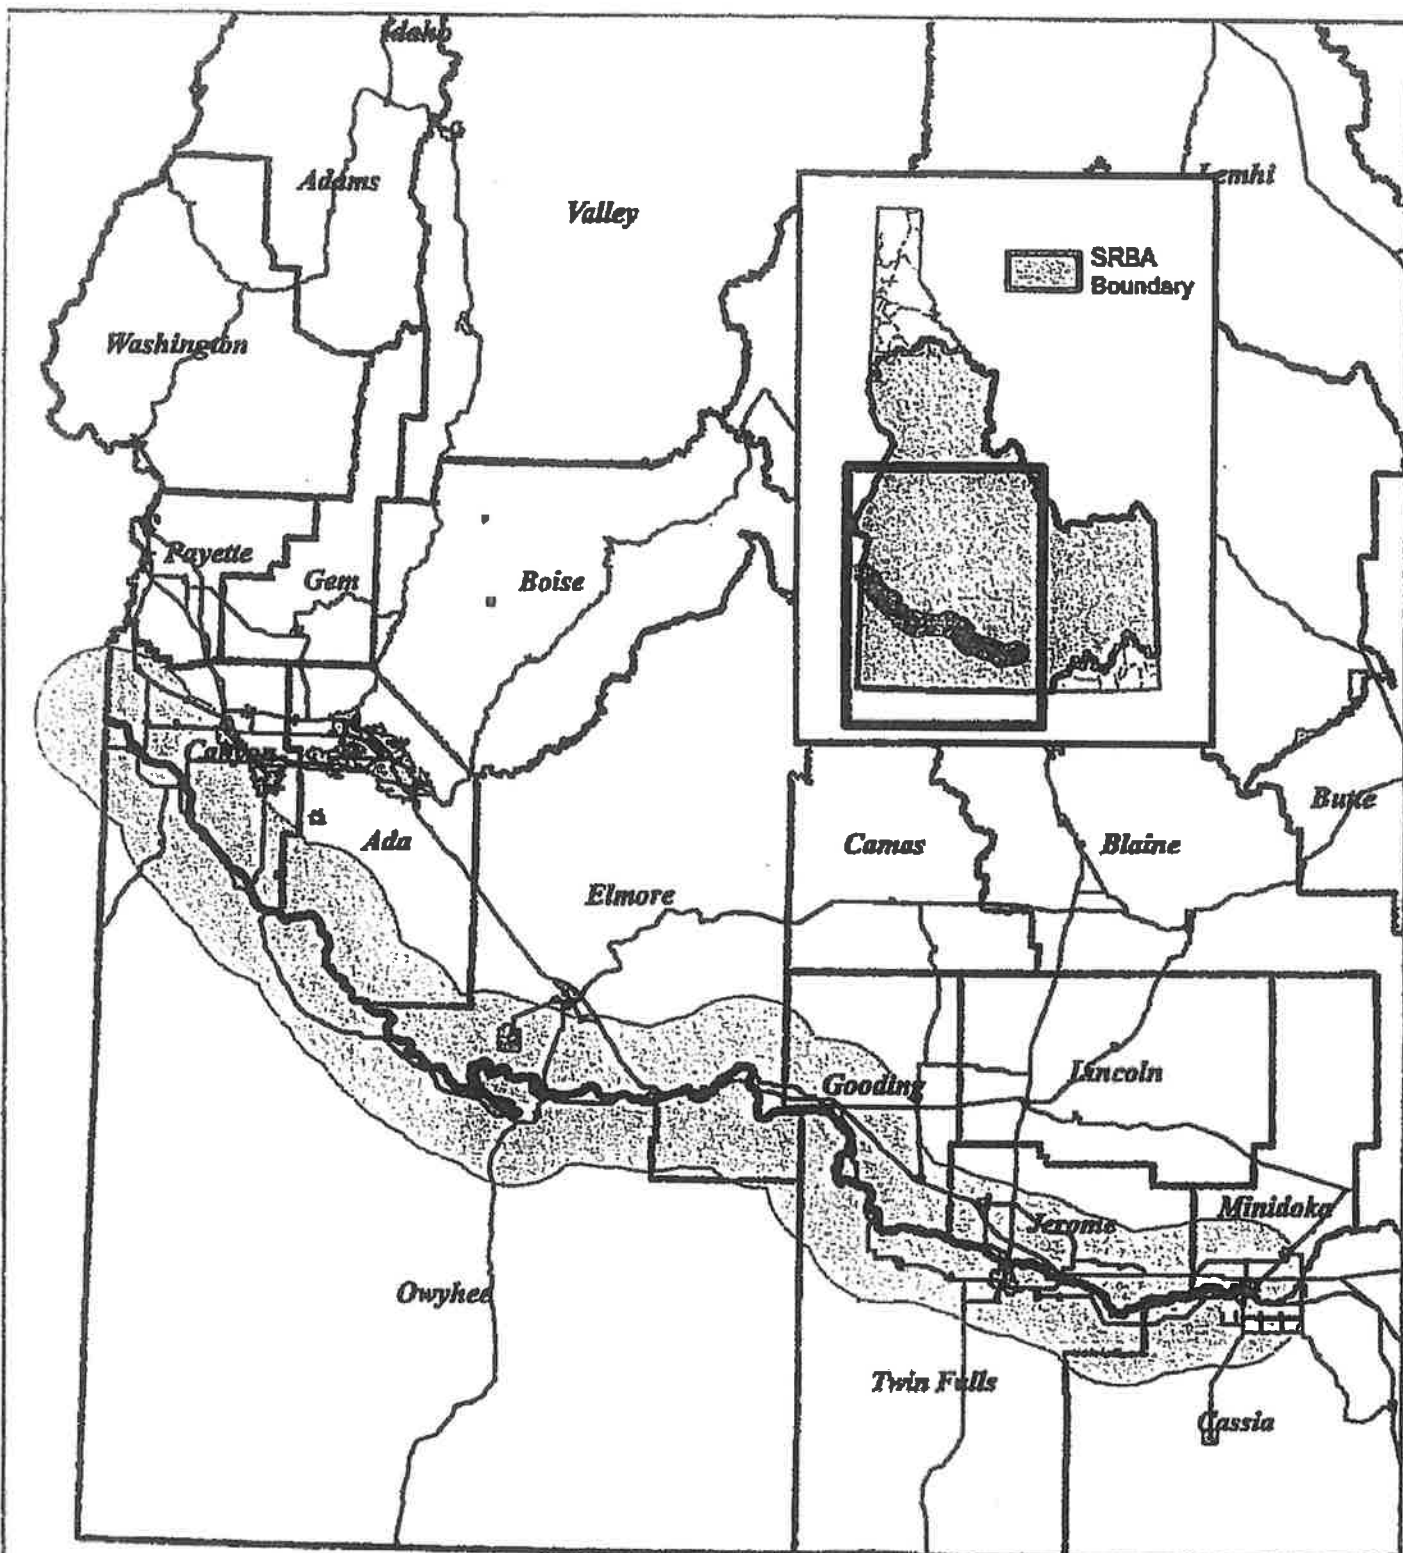 Idaho
Adams
Lemhi
Valley
SRBA
Boundary
Washington
Payette
Gem
Boise
Canyon
Butte
Ada
Camas
Blaine
Elmore
Gooding
Lincoln
Jerome
Minidoka
Owyhee
Twin Falls
Cassia